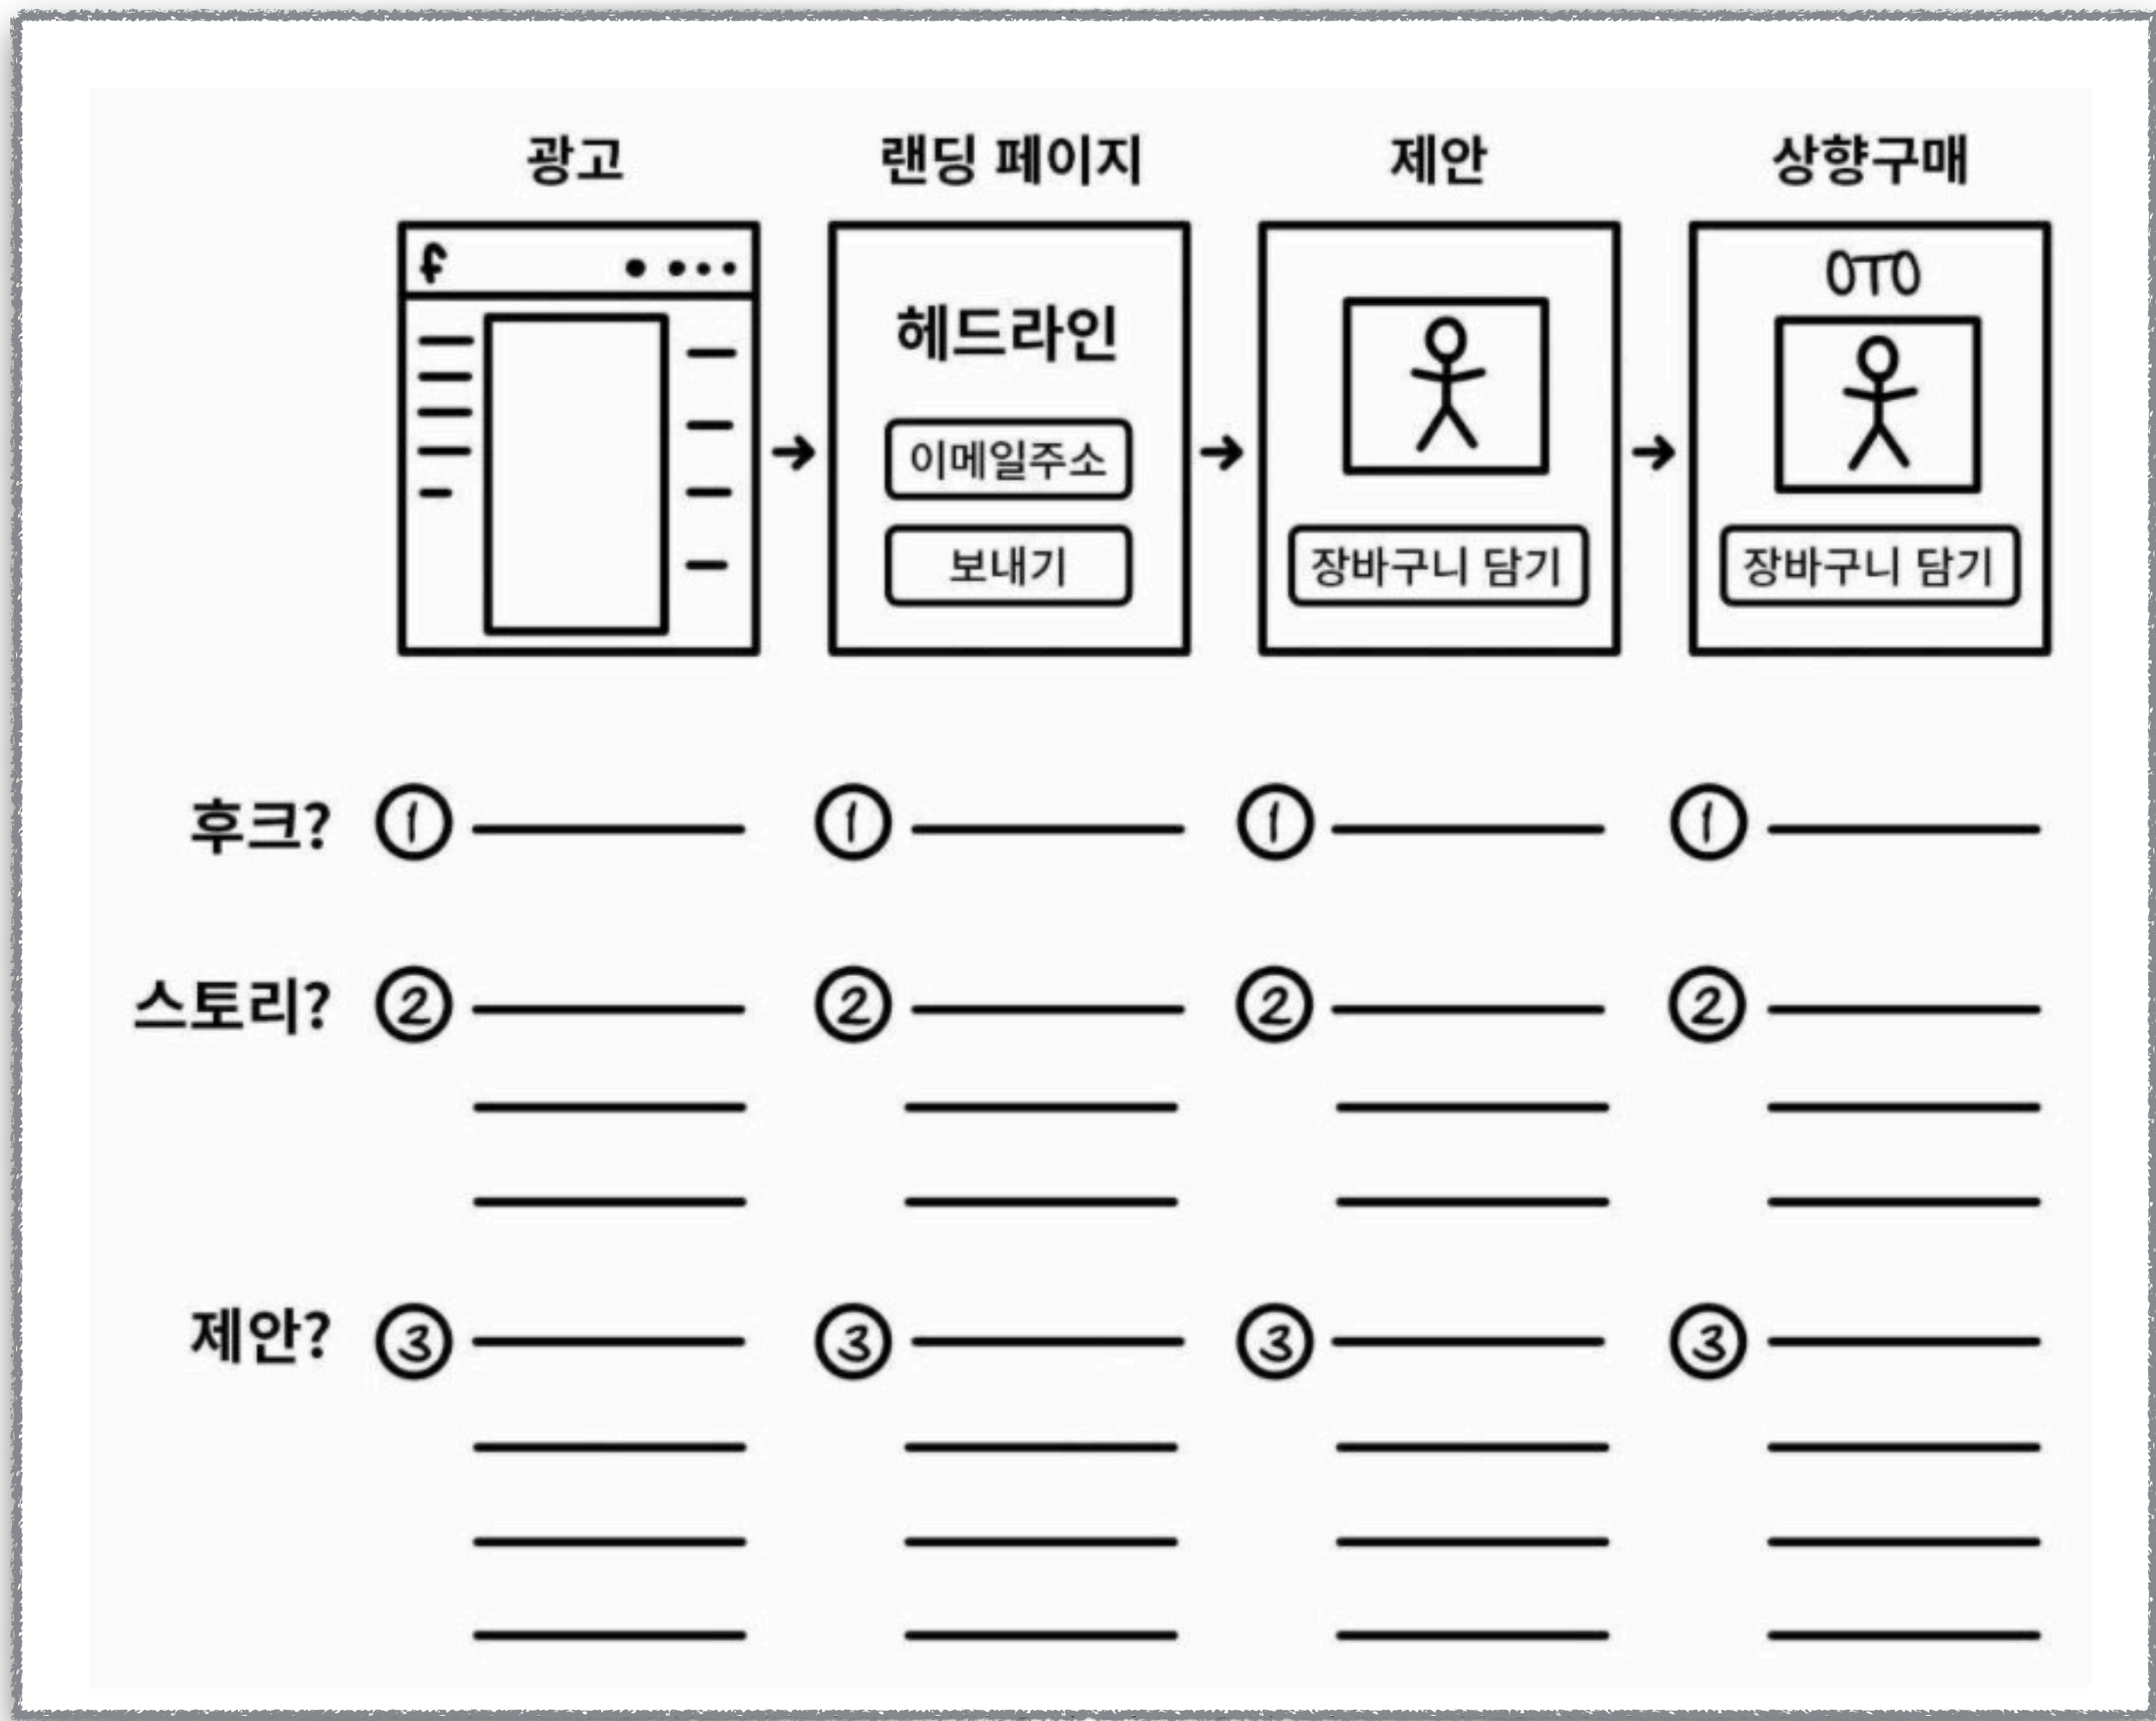 광고 랜딩 페이지 제안 상향구매
f
OTO
헤드라인
이메일주소
보내기
장바구니 담기
장바구니 담기
후크? 1 1 1 1
스토리? 2 2 2 2
제안? 3 3 3 3